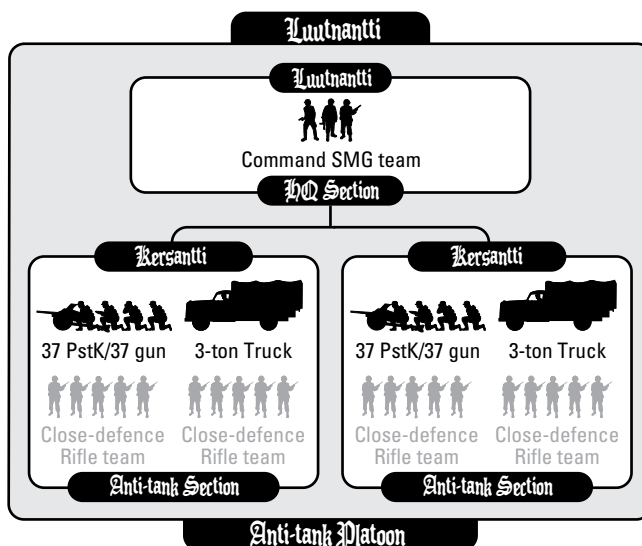 Luutnantti
Luutnantti
Command SMG team
HQ Section
Kersantti
37 PstK/37 gun
3-ton Truck
Close-defence
Rifle team
Close-defence
Rifle team
Anti-tank Section
Kersantti
37 PstK/37 gun
3-ton Truck
Close-defence
Rifle team
Close-defence
Rifle team
Anti-tank Section
Anti-tank Platoon